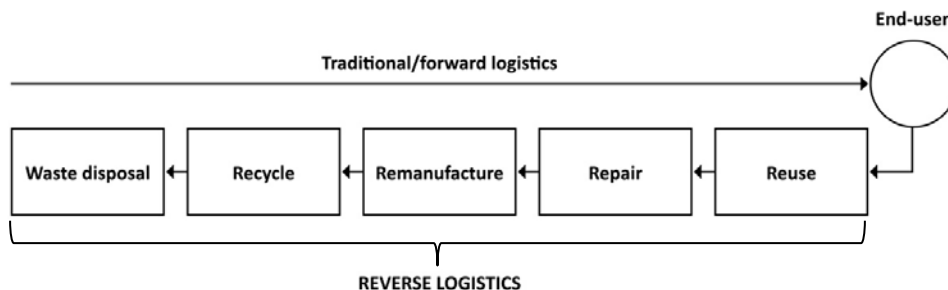 End-user
Traditional/forward logistics
Waste disposal
Recycle
Remanufacture
Repair
Reuse
REVERSE LOGISTICS